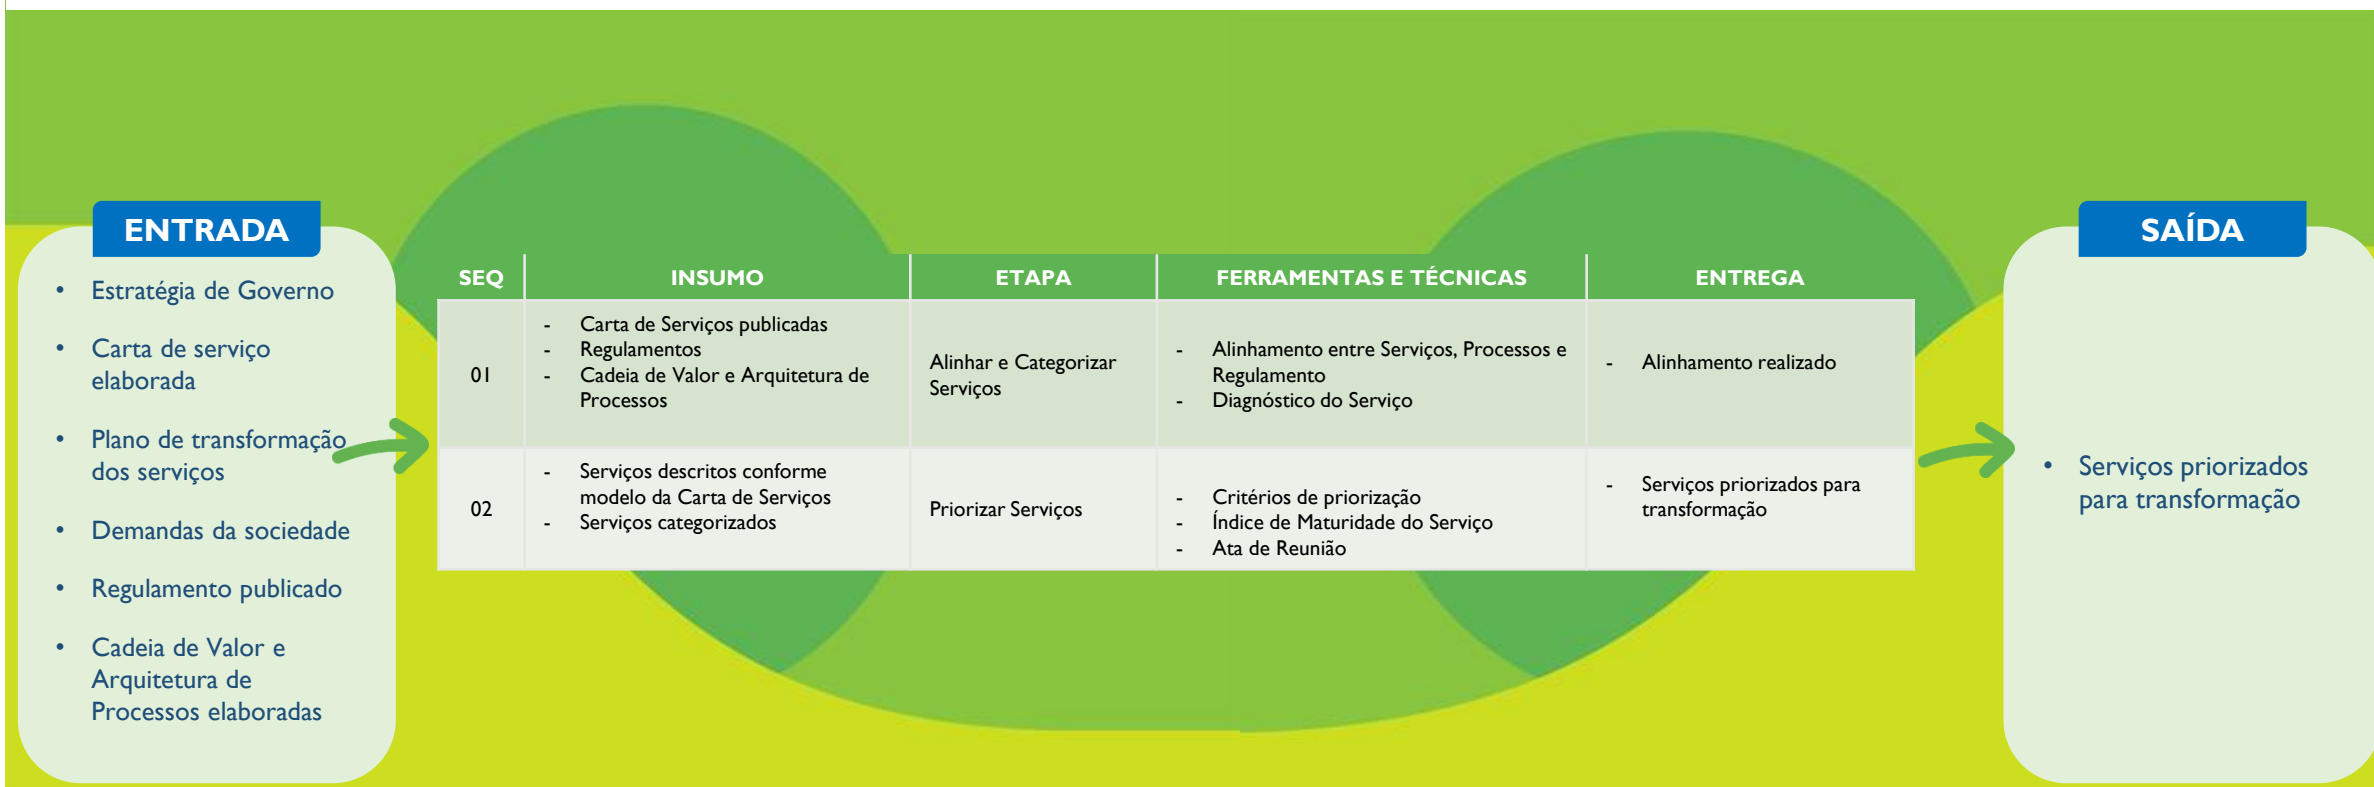 ENTRADA
• Estratégia de Governo
• Carta de serviço
elaborada
• Plano de transformação
dos serviços
• Demandas da sociedade
• Regulamento publicado
• Cadeia de Valor e
Arquitetura de
Processos elaboradas
SEQ INSUMO ETAPA FERRAMENTAS E TÉCNICAS ENTREGA
01
- Carta de Serviços publicadas
- Regulamentos
- Cadeia de Valor e Arquitetura de
Processos
Alinhar e Categorizar
Serviços
- Alinhamento entre Serviços, Processos e
Regulamento
- Diagnóstico do Serviço
- Alinhamento realizado
02
- Serviços descritos conforme
modelo da Carta de Serviços
- Serviços categorizados
Priorizar Serviços
- Critérios de priorização
- Índice de Maturidade do Serviço
- Ata de Reunião
- Serviços priorizados para
transformação
SAÍDA
• Serviços priorizados
para transformação